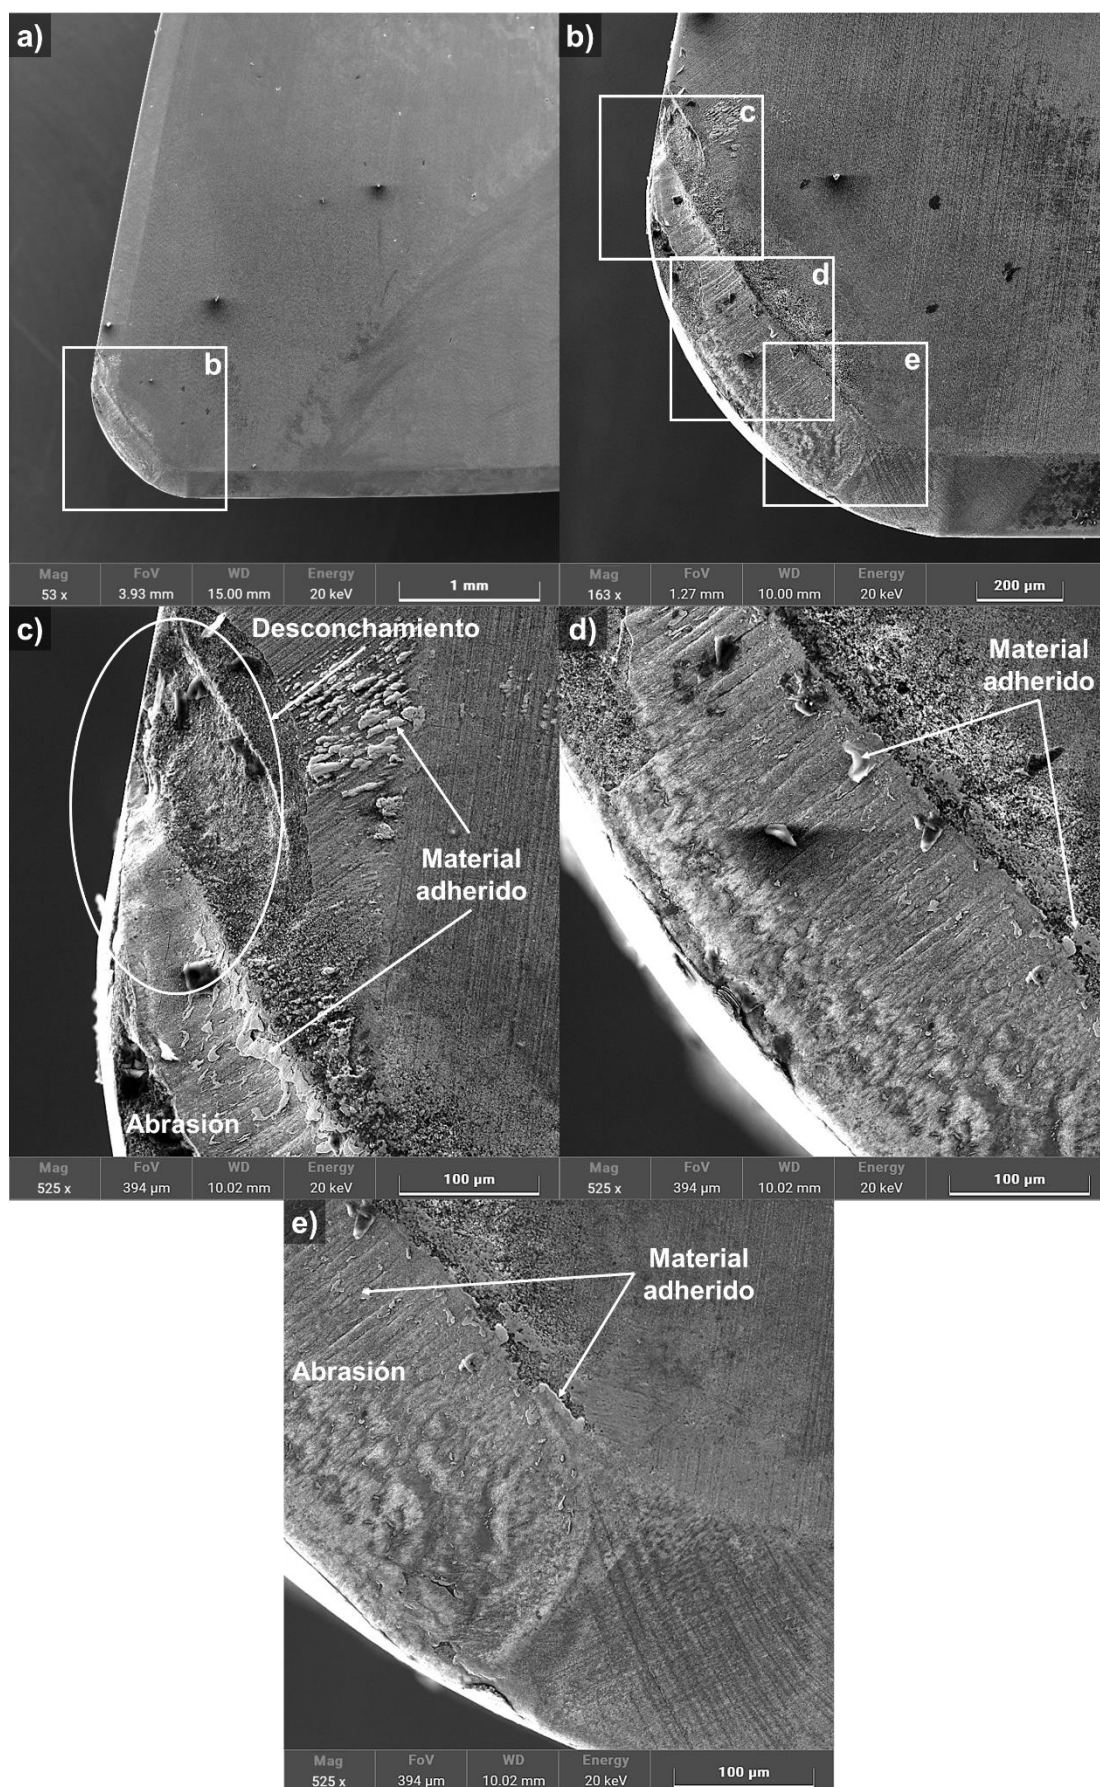 a)
b
Mag FoV WD Energy
53 x 3.93 mm 15.00 mm 20 keV 1 mm
b)
c
d
e
Mag FoV WD Energy
163 x 1.27 mm 10.00 mm 20 keV 200 µm
c)
Desconchamiento
Material
adherido
Abrasión
Mag FoV WD Energy
525 x 394 µm 10.02 mm 20 keV 100 µm
d)
Material
adherido
Mag FoV WD Energy
525 x 394 µm 10.02 mm 20 keV 100 µm
e)
Material
adherido
Abrasión
Mag FoV WD Energy
525 x 394 µm 10.02 mm 20 keV 100 µm